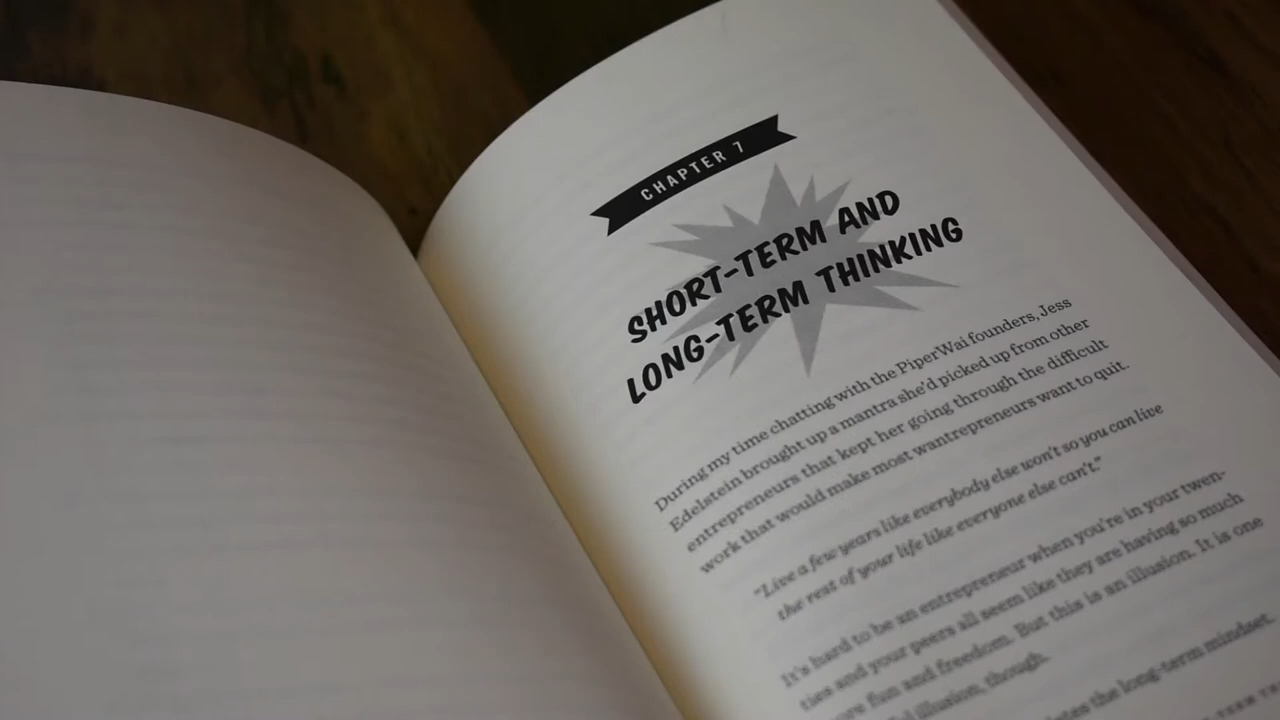 CHAPTER 7
SHORT-TERM AND
LONG-TERM THINKING
During my time chatting with the PiperWai founders, Jess
Edelstein brought up a mantra she'd picked up from other
entrepreneurs that kept her going through the difficult
work that would make most wantrepreneurs want to quit.
"Live a few years like everybody else won't so you can live
the rest of your life like everyone else can't."
It's hard to be an entrepreneur when you're in your twen-
ties and your peers all seem like they are having so much
more fun and freedom. But this is an illusion. It is one
illusion, though.
the long-term mindset.